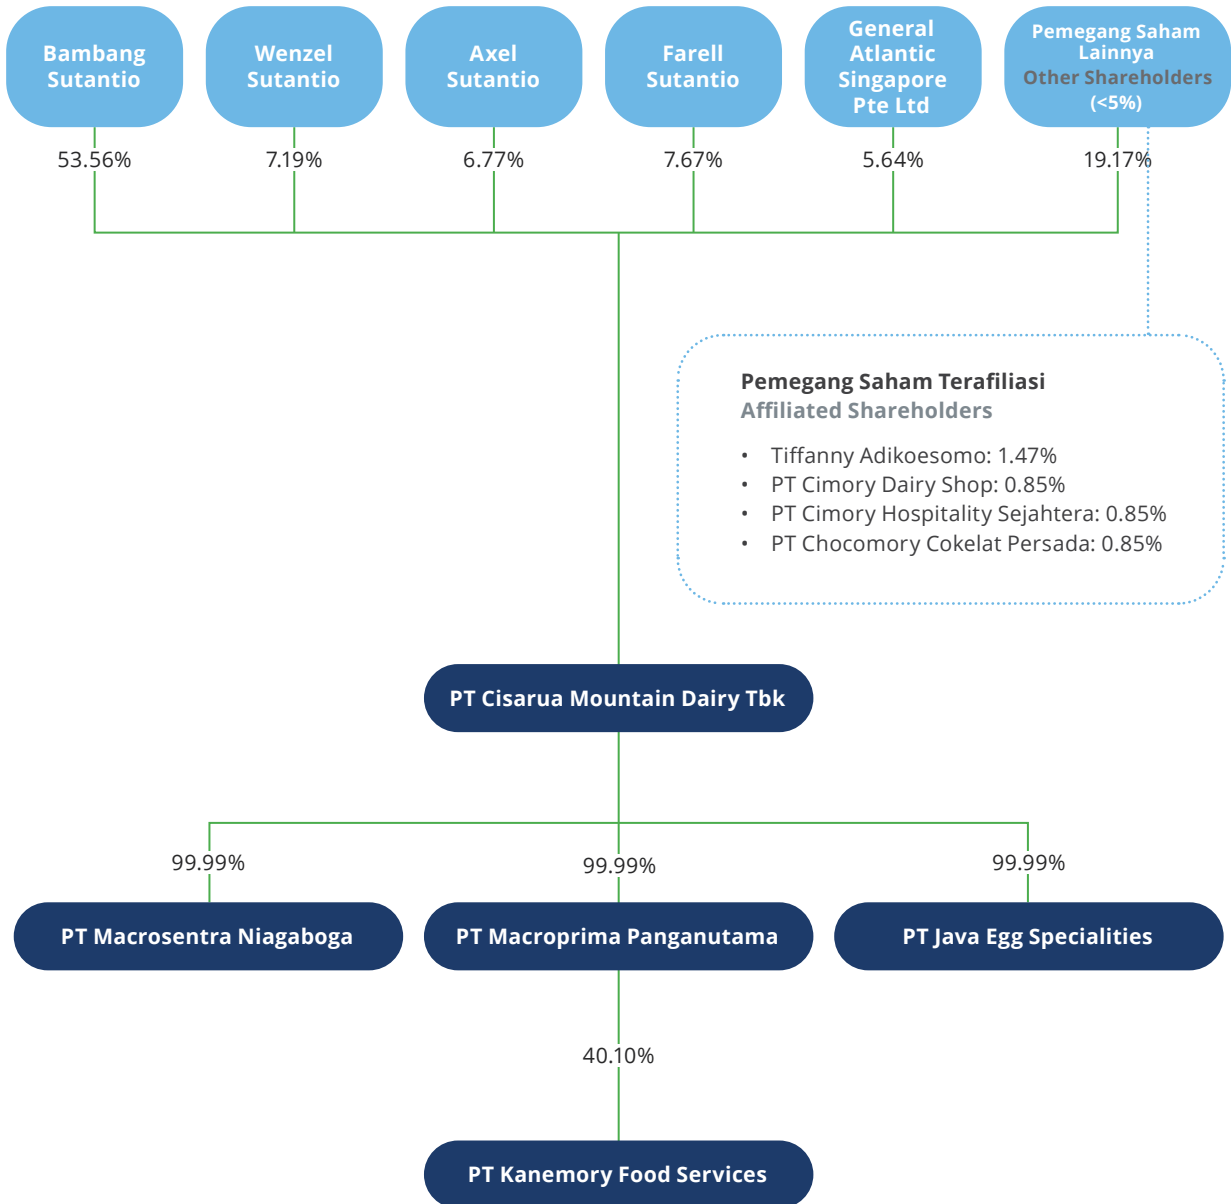 Bambang
Sutantio
Wenzel
Sutantio
Axel
Sutantio
Farell
Sutantio
General
Atlantic
Singapore
Pte Ltd
Pemegang Saham
Lainnya
Other Shareholders
(<5%)
53.56%
7.19%
6.77%
7.67%
5.64%
19.17%
Pemegang Saham Terafiliasi
Affiliated Shareholders
• Tiffanny Adikoesomo: 1.47%
• PT Cimory Dairy Shop: 0.85%
• PT Cimory Hospitality Sejahtera: 0.85%
• PT Chocomory Cokelat Persada: 0.85%
PT Cisarua Mountain Dairy Tbk
99.99%
99.99%
99.99%
PT Macrosentra Niagaboga
PT Macroprima Panganutama
PT Java Egg Specialities
40.10%
PT Kanemory Food Services